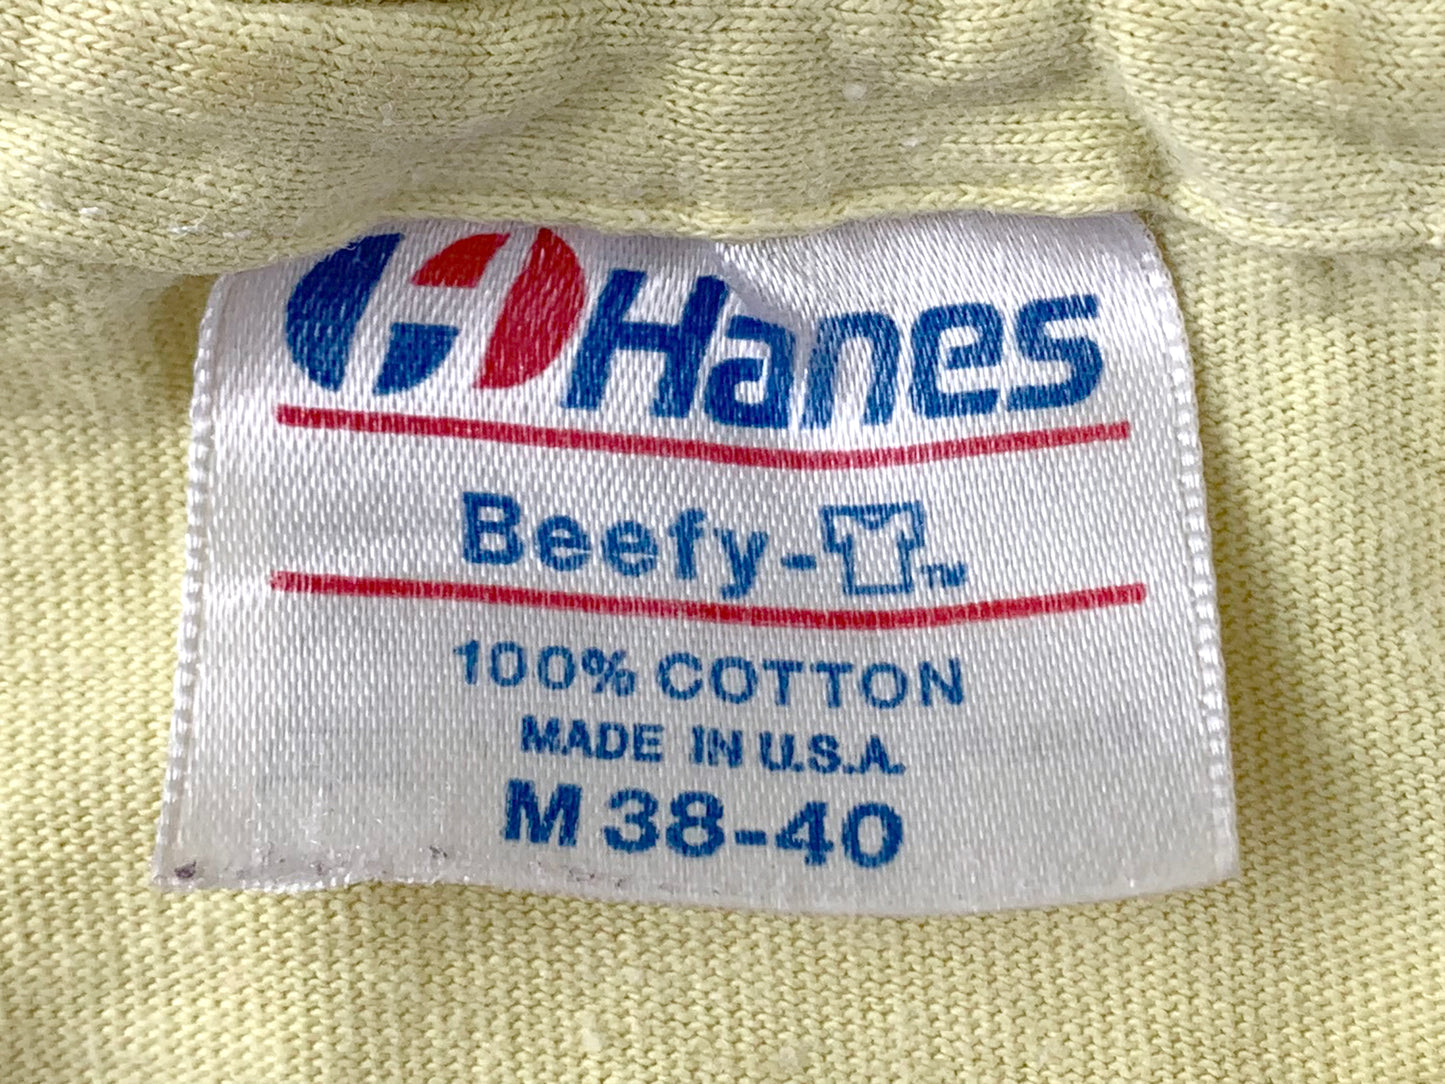 Hanes
Beefy-T™
100% COTTON
MADE IN U.S.A.
M 38-40